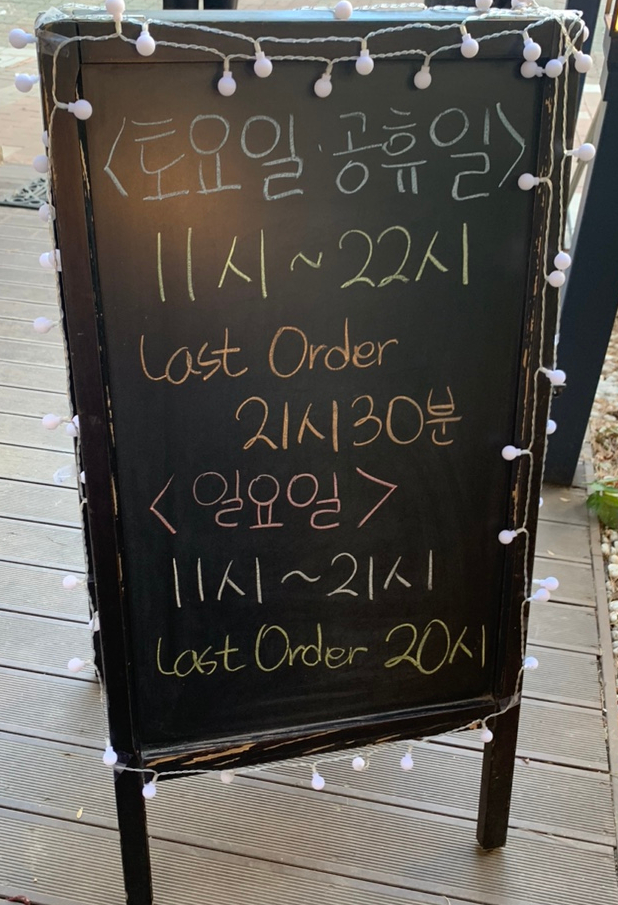 <토요일·공휴일>
11시~22시
Last Order
21시30분
<일요일>
11시~21시
Last Order 20시